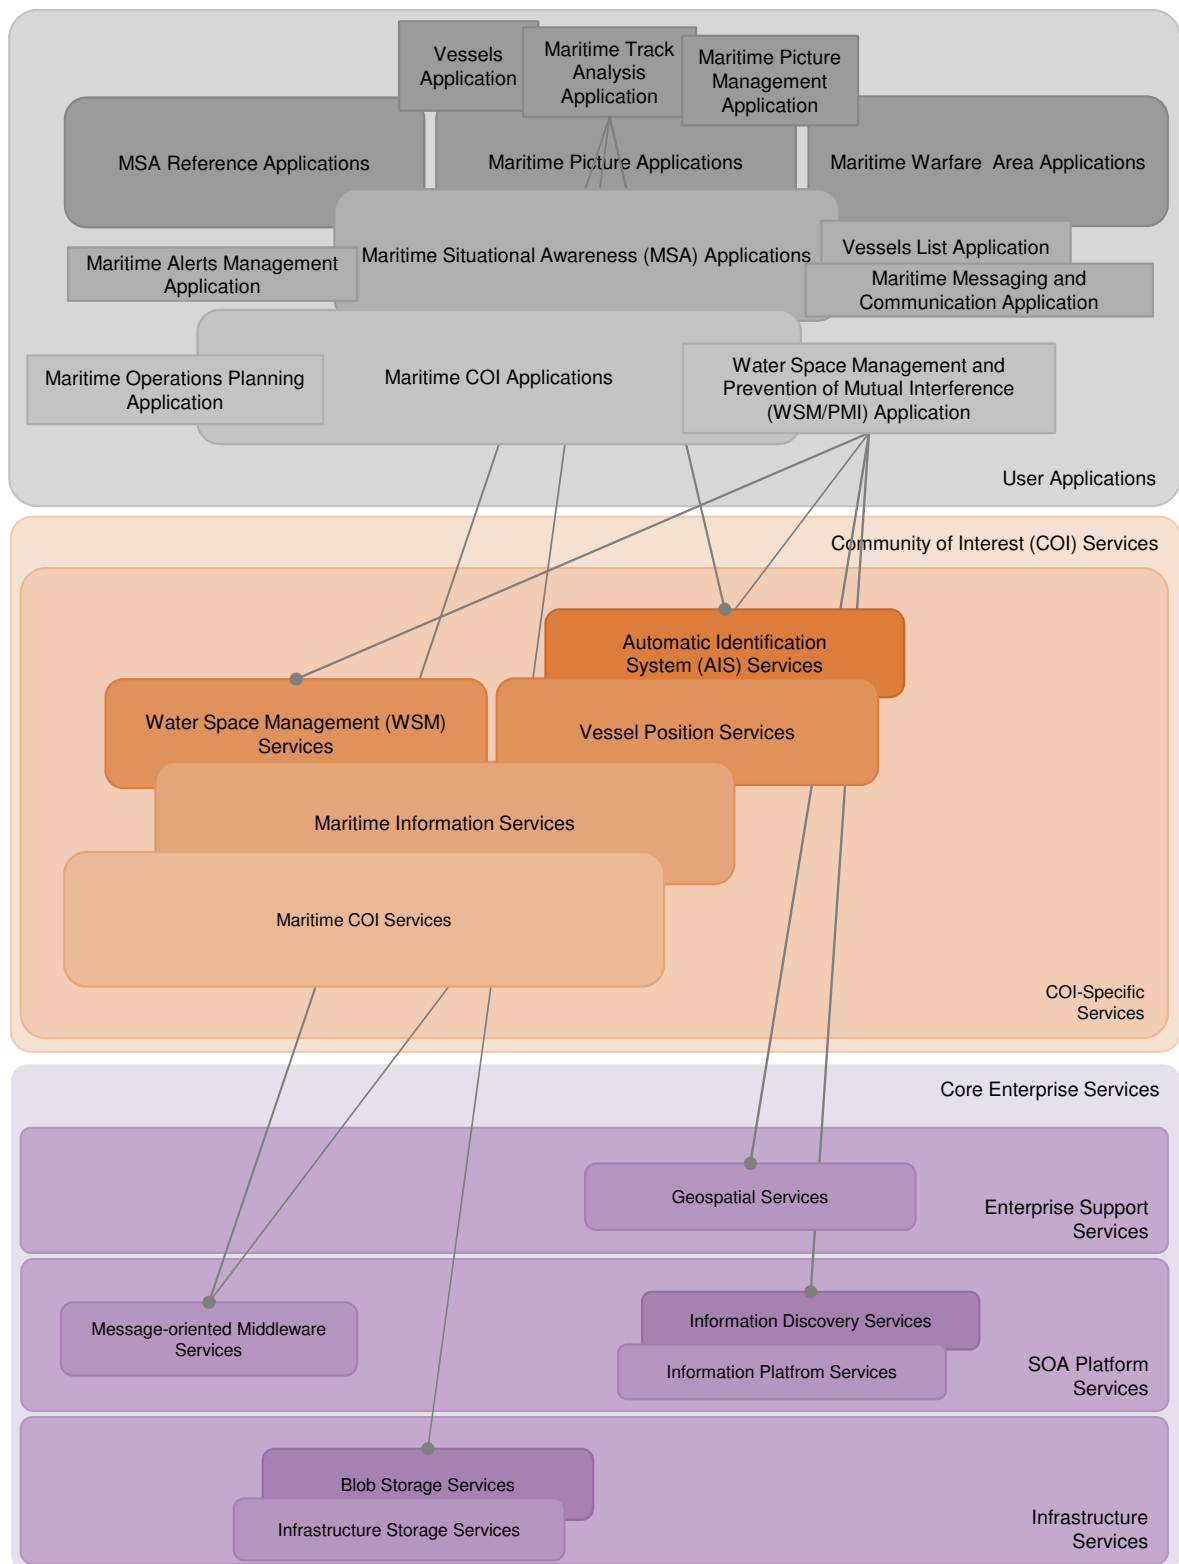 Vessels
Application
Maritime Track
Analysis
Application
Maritime Picture
Management
Application
MSA Reference Applications
Maritime Picture Applications
Maritime Warfare Area Applications
Maritime Situational Awareness (MSA) Applications
Vessels List Application
Maritime Alerts Management
Application
Maritime Messaging and
Communication Application
Maritime Operations Planning
Application
Maritime COI Applications
Water Space Management and
Prevention of Mutual Interference
(WSM/PMI) Application
User Applications
Community of Interest (COI) Services
Automatic Identification
System (AIS) Services
Water Space Management (WSM)
Services
Vessel Position Services
Maritime Information Services
Maritime COI Services
COI-Specific
Services
Core Enterprise Services
Geospatial Services
Enterprise Support
Services
Message-oriented Middleware
Services
Information Discovery Services
Information Platfrom Services
SOA Platform
Services
Blob Storage Services
Infrastructure Storage Services
Infrastructure
Services